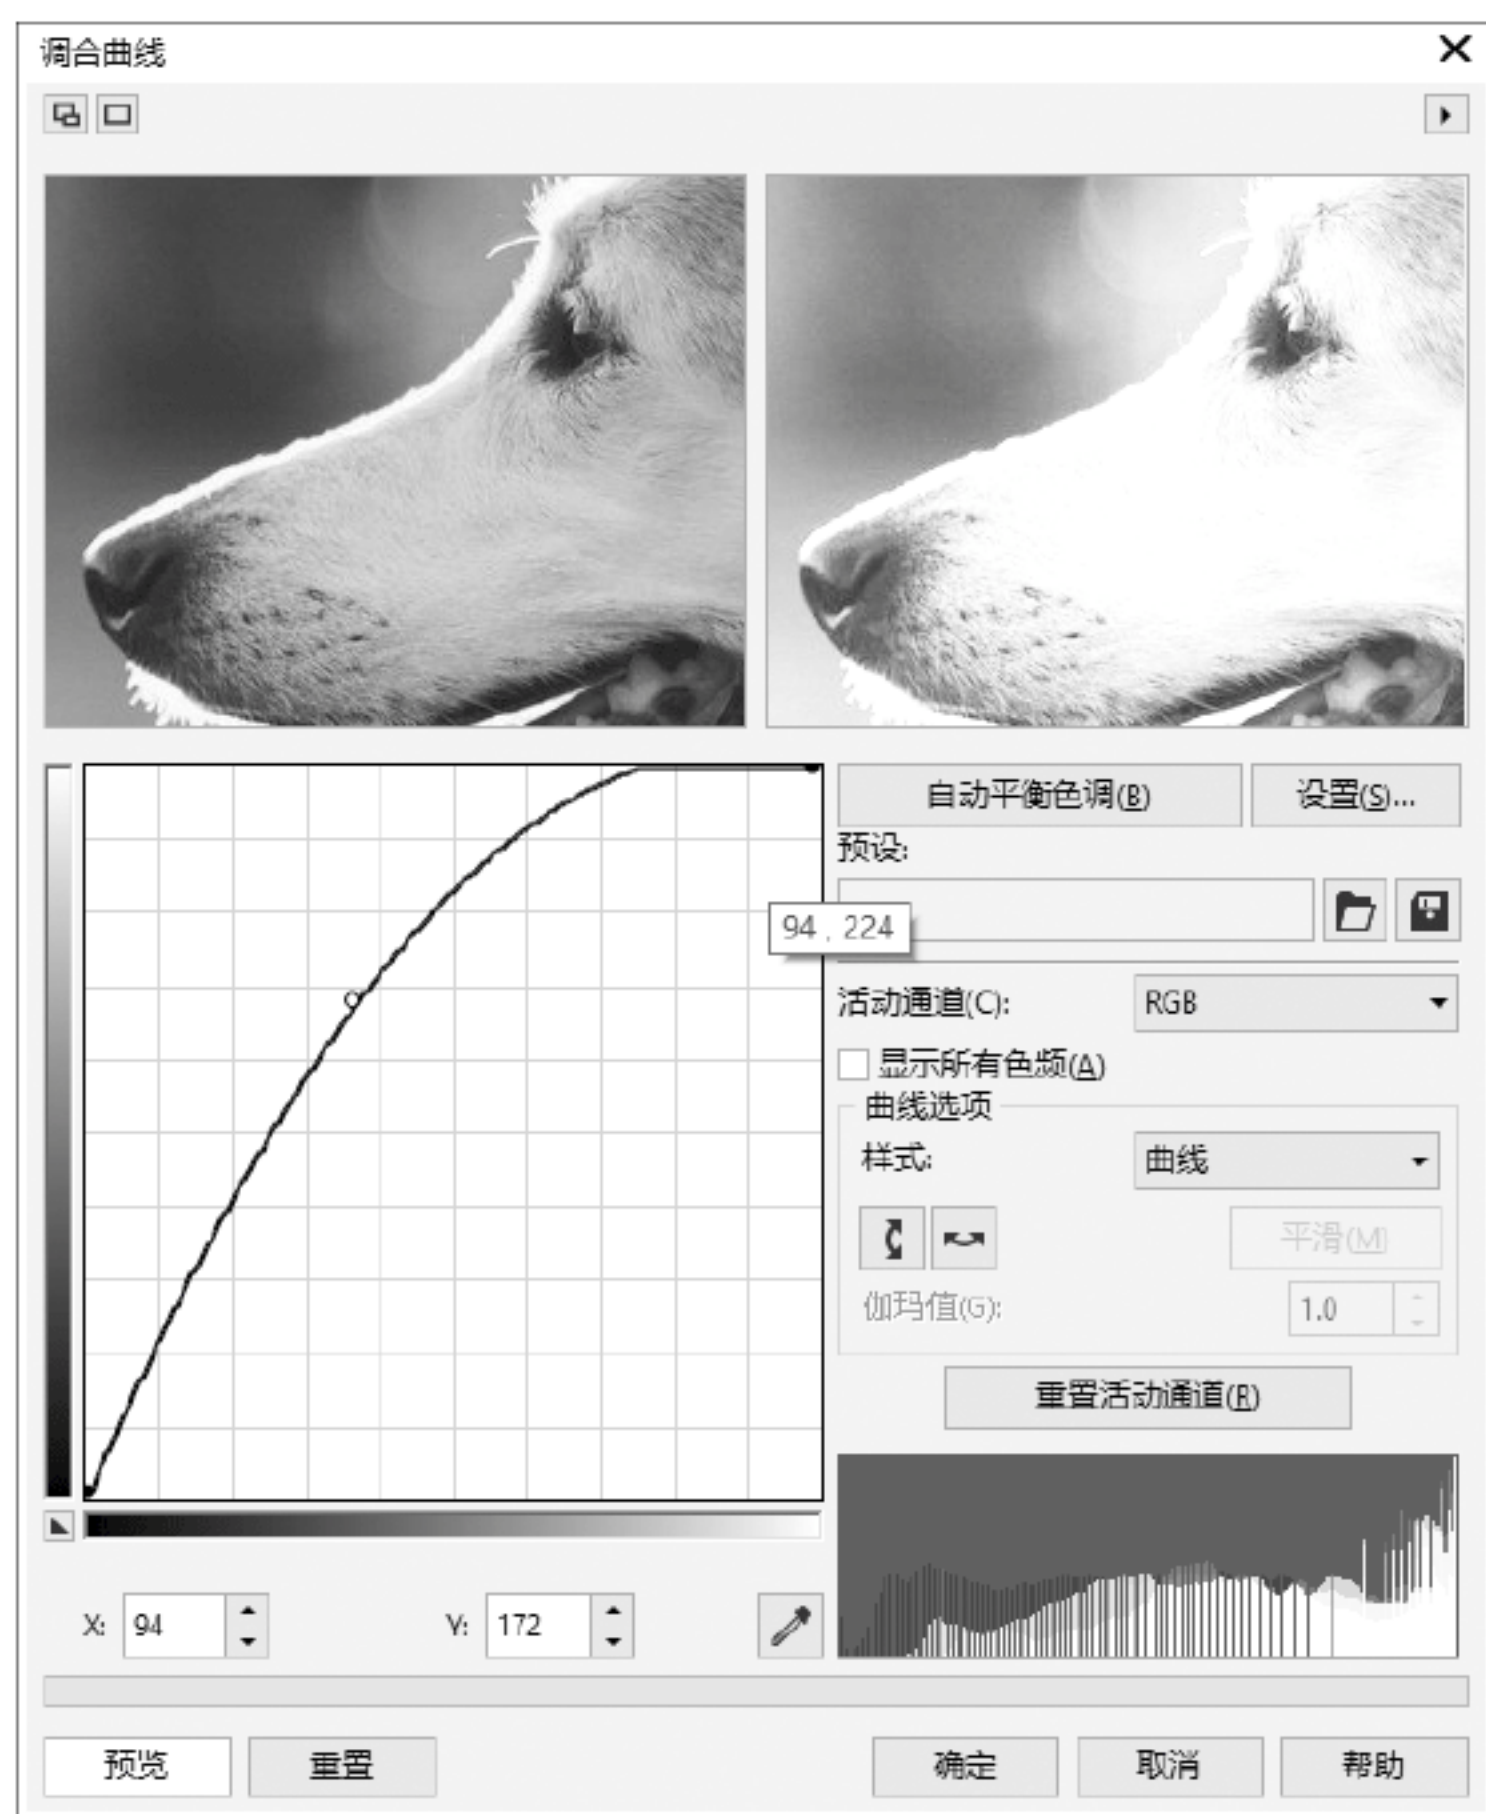 调合曲线
自动平衡色调(B)
设置(S)...
预设:
94 , 224
活动通道(C):
RGB
显示所有色频(A)
曲线选项
样式:
曲线
平滑(M)
伽玛值(G):
1.0
重置活动通道(R)
X:
94
Y:
172
预览
重置
确定
取消
帮助